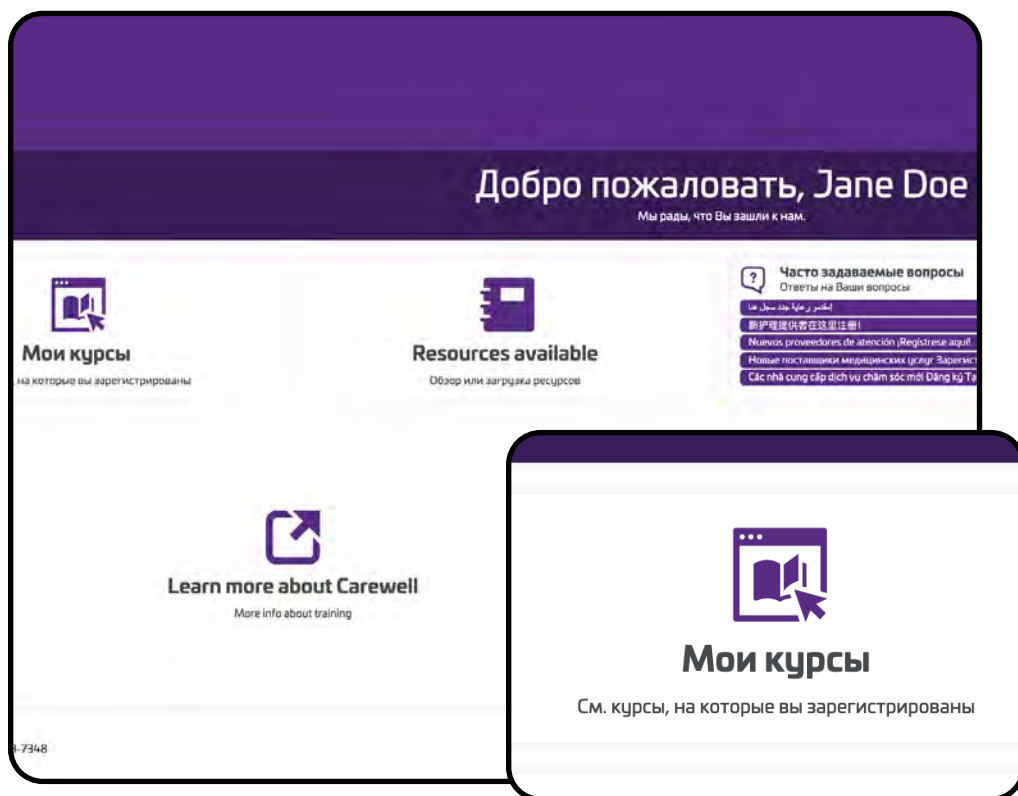 Добро пожаловать, Jane Doe
Мы рады, что Вы зашли к нам.
Мои курсы
на которые вы зарегистрированы
Resources available
Обзор или загрузка ресурсов
?
Часто задаваемые вопросы
Ответы на Ваши вопросы
新护理提供者在这里注册!
Nuevos proveedores de atención ¡Regístrese aquí!
Новые поставщики медицинских услуг
Các nhà cung cấp dịch vụ chăm sóc mới Đăng ký
Learn more about Carewell
More info about training
-7348
Мои курсы
См. курсы, на которые вы зарегистрированы